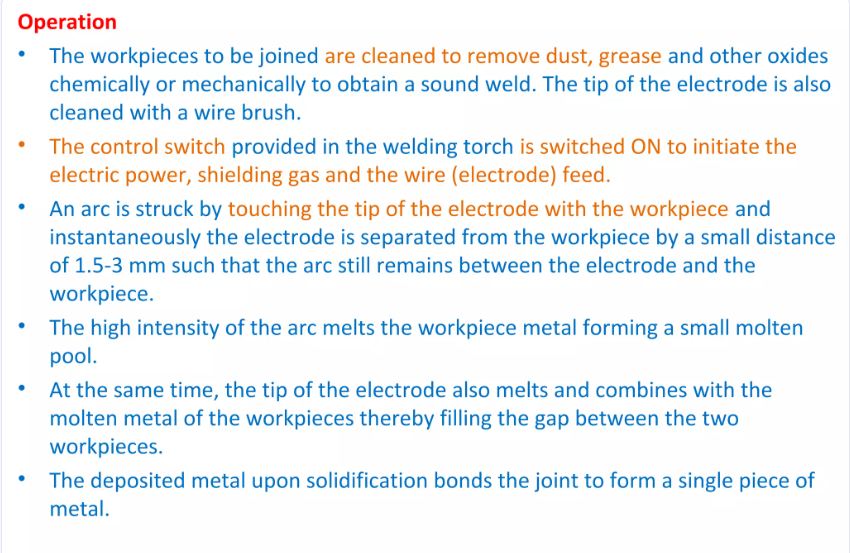 Operation
• The workpieces to be joined are cleaned to remove dust, grease and other oxides
chemically or mechanically to obtain a sound weld. The tip of the electrode is also
cleaned with a wire brush.
• The control switch provided in the welding torch is switched ON to initiate the
electric power, shielding gas and the wire (electrode) feed.
• An arc is struck by touching the tip of the electrode with the workpiece and
instantaneously the electrode is separated from the workpiece by a small distance
of 1.5-3 mm such that the arc still remains between the electrode and the
workpiece.
• The high intensity of the arc melts the workpiece metal forming a small molten
pool.
• At the same time, the tip of the electrode also melts and combines with the
molten metal of the workpieces thereby filling the gap between the two
workpieces.
• The deposited metal upon solidification bonds the joint to form a single piece of
metal.